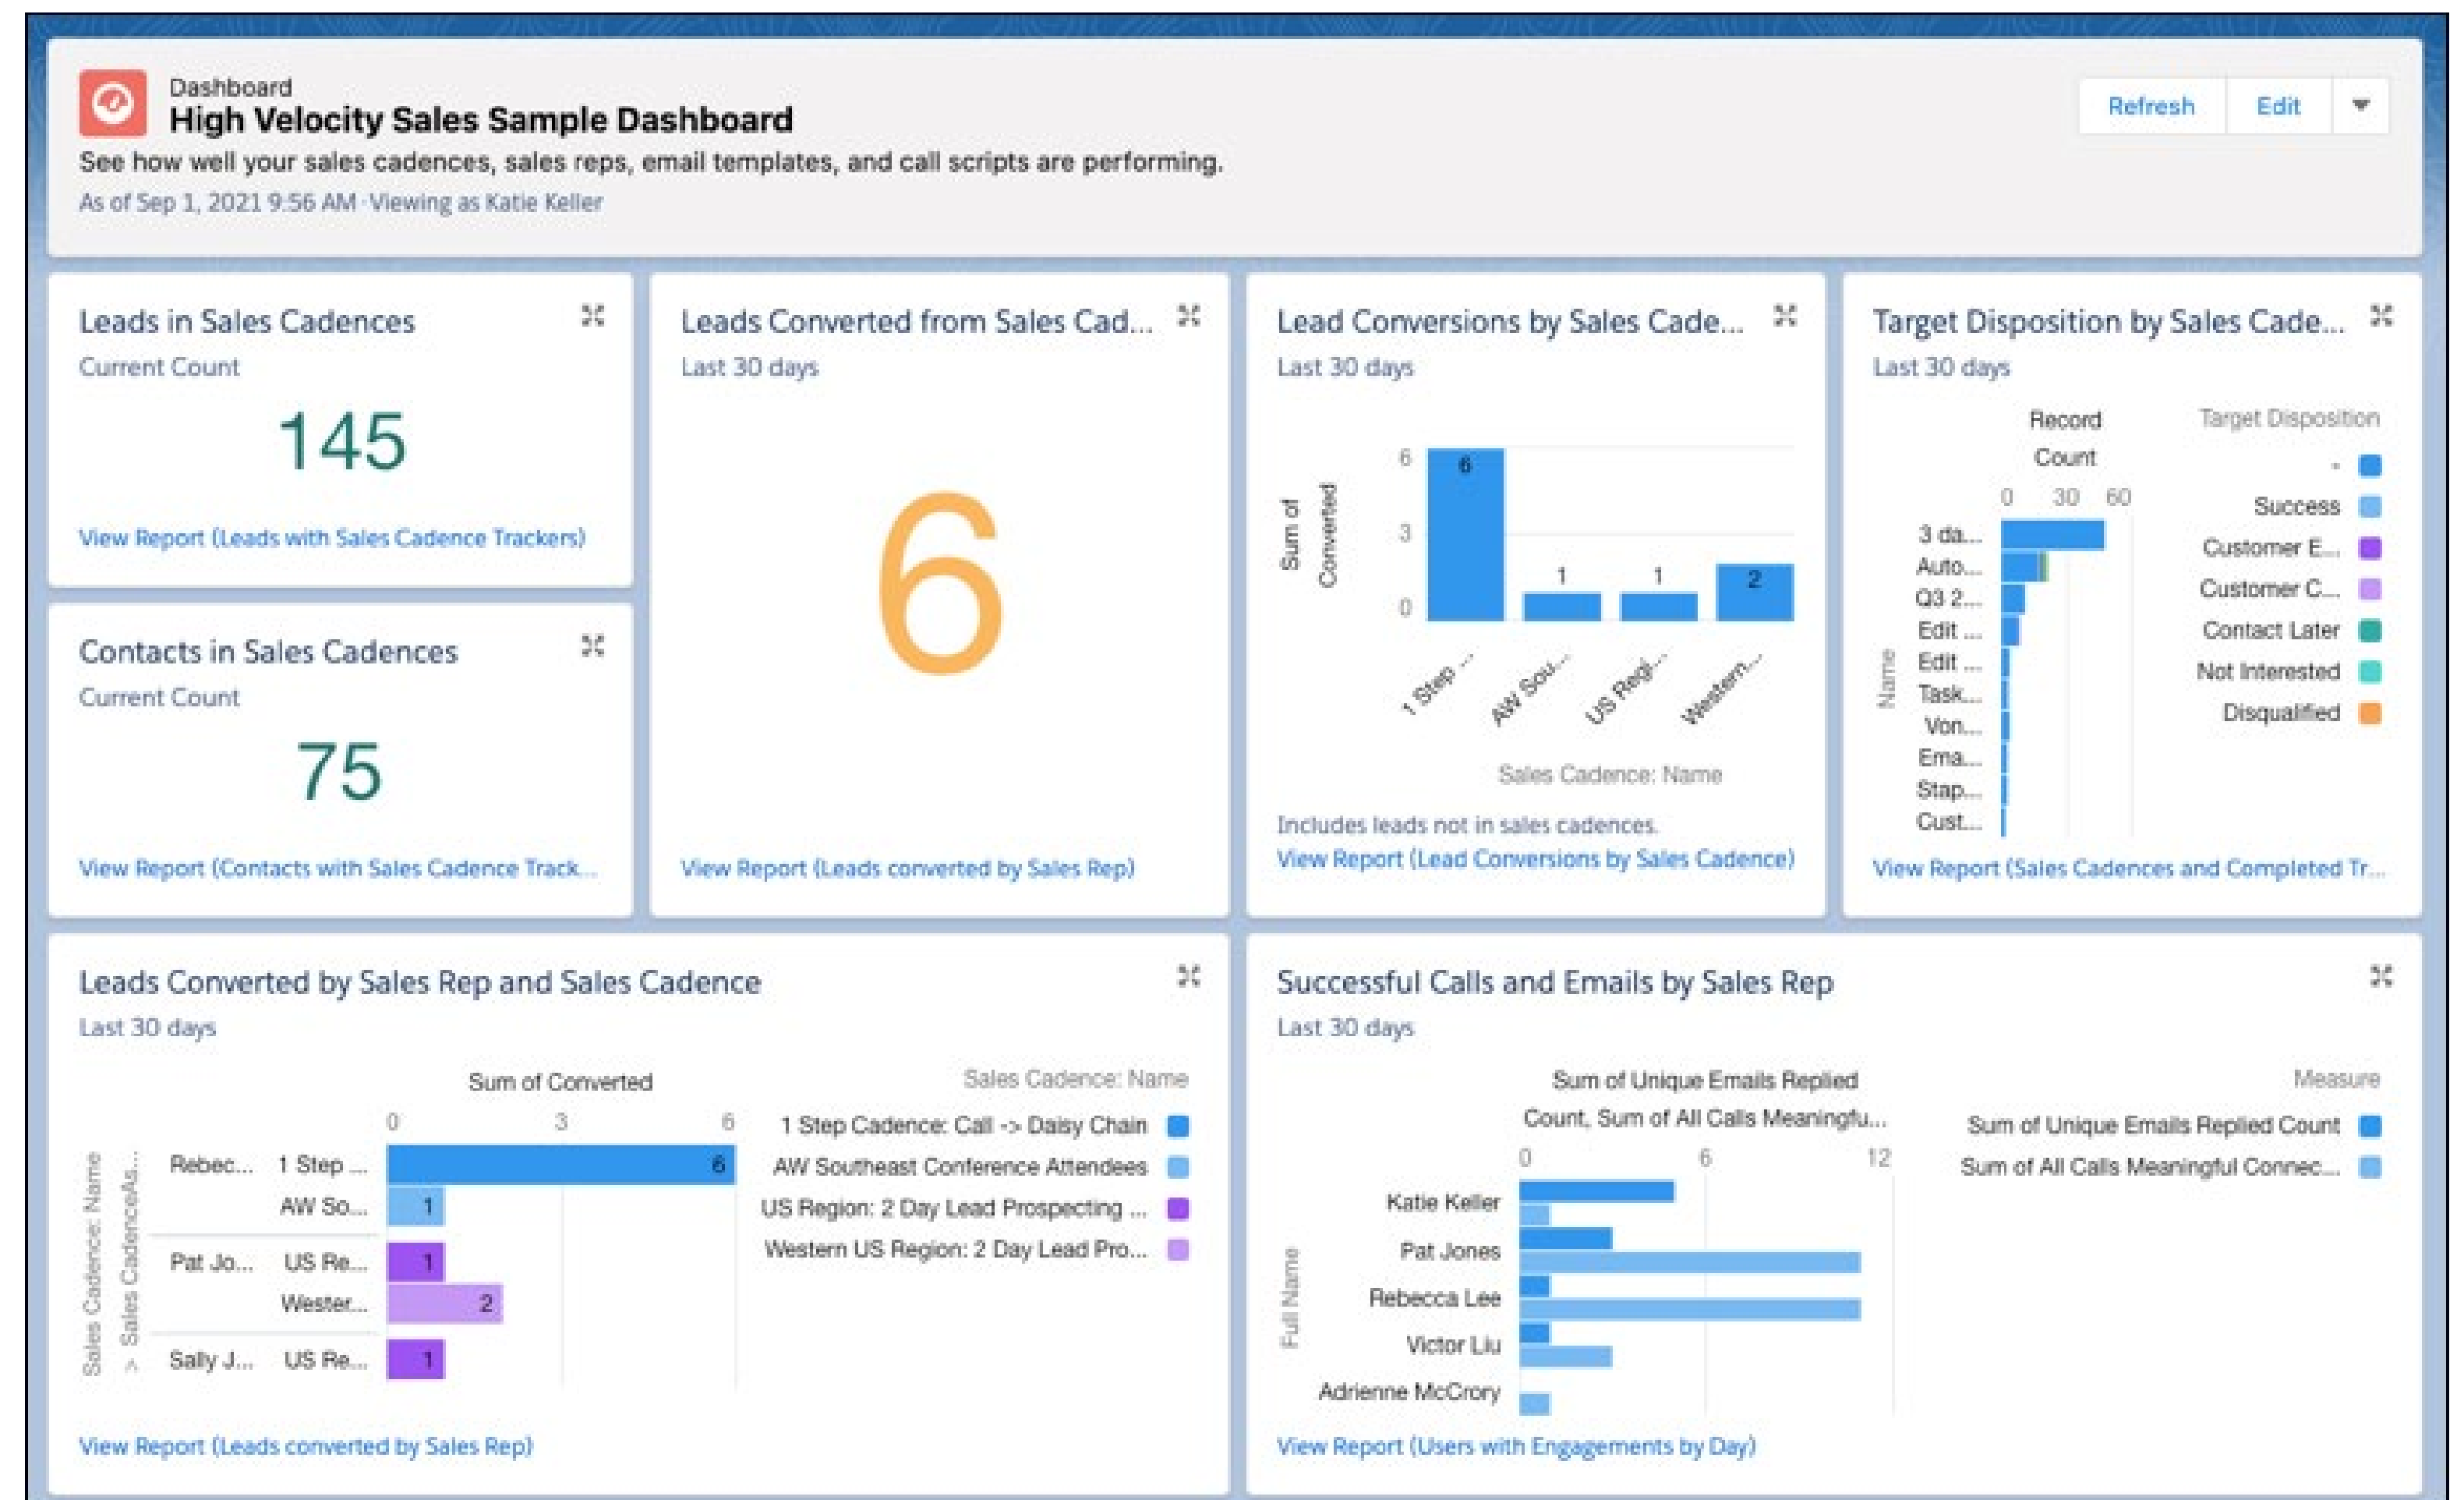 Dashboard
High Velocity Sales Sample Dashboard
See how well your sales cadences, sales reps, email templates, and call scripts are performing.
As of Sep 1, 2021 9:56 AM·Viewing as Katie Keller
Refresh
Edit
Leads in Sales Cadences
Current Count
145
View Report (Leads with Sales Cadence Trackers)
Contacts in Sales Cadences
Current Count
75
View Report (Contacts with Sales Cadence Track...
Leads Converted from Sales Cad...
Last 30 days
6
View Report (Leads converted by Sales Rep)
Lead Conversions by Sales Cade...
Last 30 days
Sum of
Converted
6
3
0
6
1
1
2
1 Step ...
AW Sou...
US Regi...
Western...
Sales Cadence: Name
Includes leads not in sales cadences.
View Report (Lead Conversions by Sales Cadence)
Target Disposition by Sales Cade...
Last 30 days
Record
Count
0 30 60
Name
3 da...
Auto...
Q3 2...
Edit ...
Edit ...
Task...
Von...
Ema...
Stap...
Cust...
Target Disposition
-
Success
Customer E...
Customer C...
Contact Later
Not Interested
Disqualified
View Report (Sales Cadences and Completed Tr...
Leads Converted by Sales Rep and Sales Cadence
Last 30 days
Sum of Converted
0 3 6
Sales Cadence: Name
> Sales CadenceAs...
Rebec... 1 Step ... 6
AW So... 1
Pat Jo... US Re... 1
Wester... 2
Sally J... US Re... 1
Sales Cadence: Name
1 Step Cadence: Call -> Daisy Chain
AW Southeast Conference Attendees
US Region: 2 Day Lead Prospecting ...
Western US Region: 2 Day Lead Pro...
View Report (Leads converted by Sales Rep)
Successful Calls and Emails by Sales Rep
Last 30 days
Sum of Unique Emails Replied
Count, Sum of All Calls Meaningfu...
0 6 12
Full Name
Katie Keller
Pat Jones
Rebecca Lee
Victor Liu
Adrienne McCrory
Measure
Sum of Unique Emails Replied Count
Sum of All Calls Meaningful Connec...
View Report (Users with Engagements by Day)